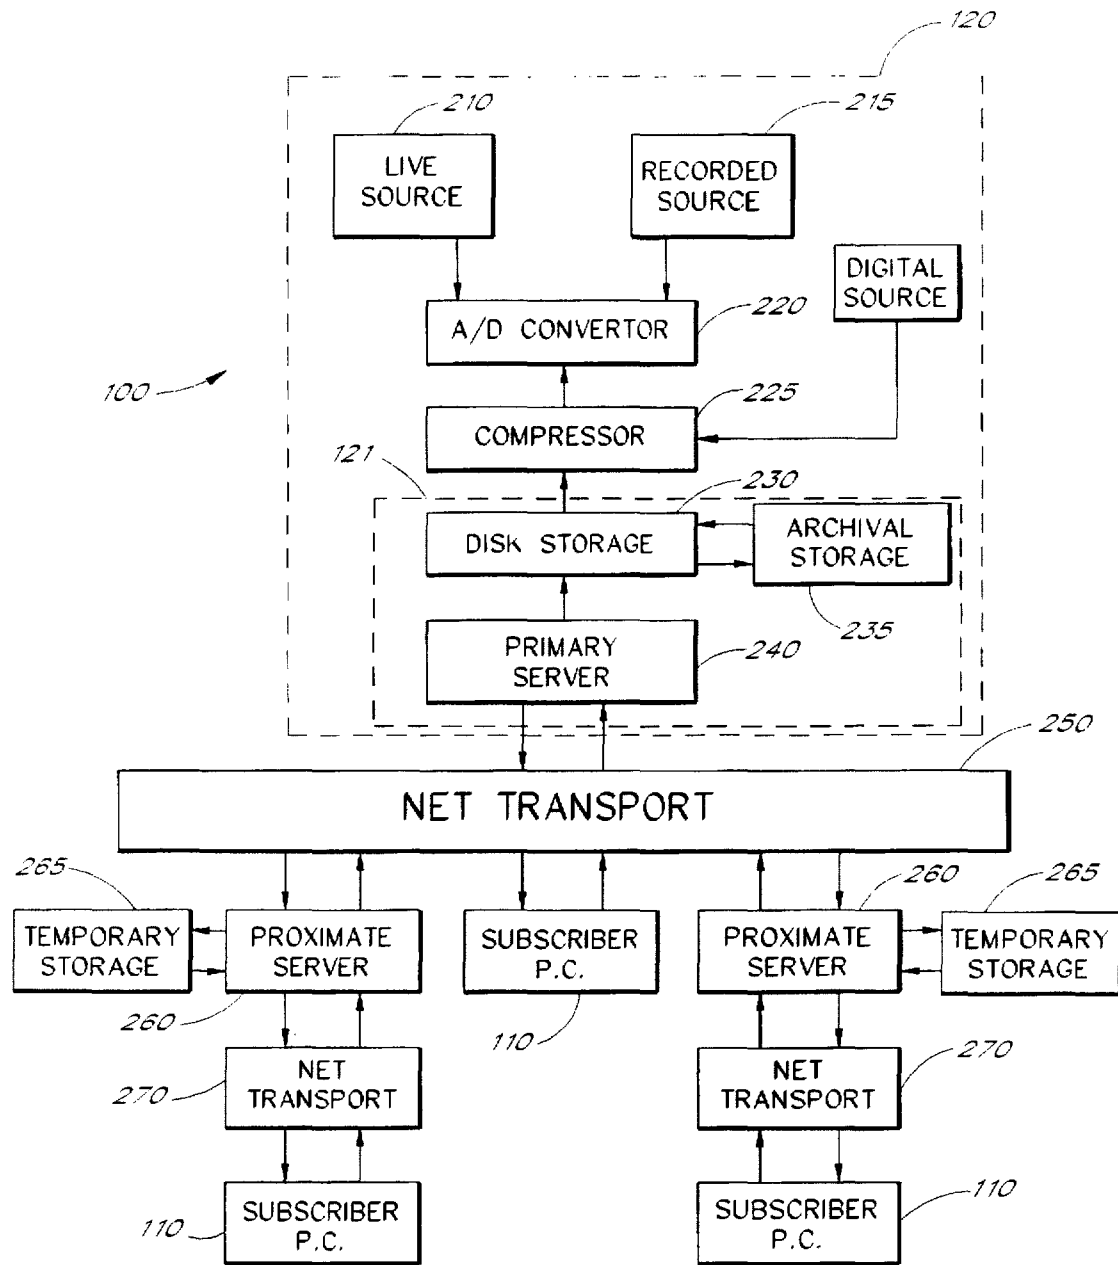 120
210
215
LIVE
SOURCE
RECORDED
SOURCE
DIGITAL
SOURCE
A/D CONVERTOR
220
100
225
COMPRESSOR
121
230
DISK STORAGE
ARCHIVAL
STORAGE
235
PRIMARY
SERVER
240
250
NET TRANSPORT
265
260
265
TEMPORARY
STORAGE
PROXIMATE
SERVER
SUBSCRIBER
P.C.
PROXIMATE
SERVER
TEMPORARY
STORAGE
260
110
270
NET
TRANSPORT
NET
TRANSPORT
270
110
SUBSCRIBER
P.C.
SUBSCRIBER
P.C.
110